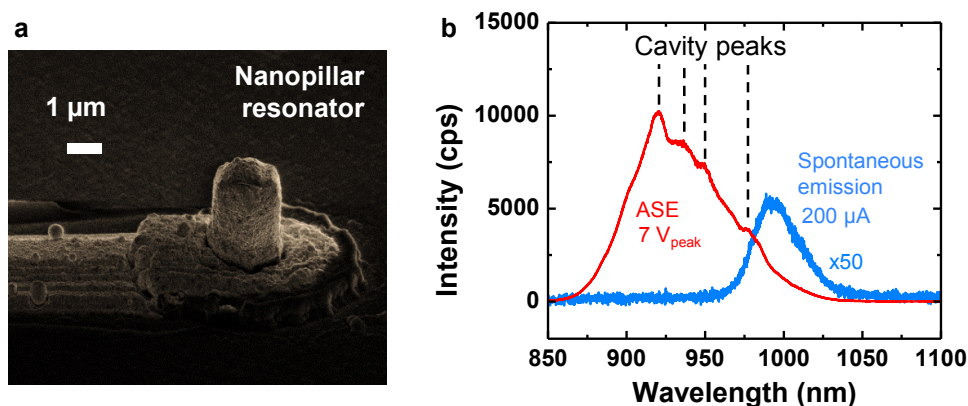 a
Nanopillar
resonator
1 µm
b
Cavity peaks
Spontaneous
emission
200 µA
x50
ASE
7 Vpeak
Intensity (cps)
15000
10000
5000
0
850
900
950
1000
1050
1100
Wavelength (nm)